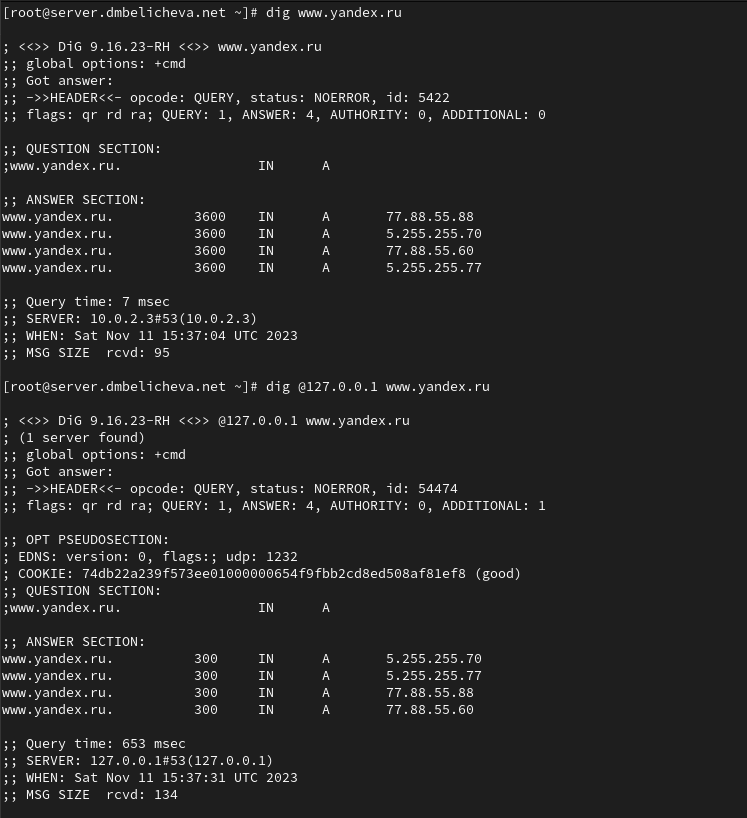 [root@server.dmbelicheva.net ~]# dig www.yandex.ru
; <<>> DiG 9.16.23-RH <<>> www.yandex.ru
;; global options: +cmd
;; Got answer:
;; ->>HEADER<<- opcode: QUERY, status: NOERROR, id: 5422
;; flags: qr rd ra; QUERY: 1, ANSWER: 4, AUTHORITY: 0, ADDITIONAL: 0
;; QUESTION SECTION:
;www.yandex.ru. IN A
;; ANSWER SECTION:
www.yandex.ru. 3600 IN A 77.88.55.88
www.yandex.ru. 3600 IN A 5.255.255.70
www.yandex.ru. 3600 IN A 77.88.55.60
www.yandex.ru. 3600 IN A 5.255.255.77
;; Query time: 7 msec
;; SERVER: 10.0.2.3#53(10.0.2.3)
;; WHEN: Sat Nov 11 15:37:04 UTC 2023
;; MSG SIZE  rcvd: 95
[root@server.dmbelicheva.net ~]# dig @127.0.0.1 www.yandex.ru
; <<>> DiG 9.16.23-RH <<>> @127.0.0.1 www.yandex.ru
; (1 server found)
;; global options: +cmd
;; Got answer:
;; ->>HEADER<<- opcode: QUERY, status: NOERROR, id: 54474
;; flags: qr rd ra; QUERY: 1, ANSWER: 4, AUTHORITY: 0, ADDITIONAL: 1
;; OPT PSEUDOSECTION:
; EDNS: version: 0, flags:; udp: 1232
; COOKIE: 74db22a239f573ee01000000654f9fbb2cd8ed508af81ef8 (good)
;; QUESTION SECTION:
;www.yandex.ru. IN A
;; ANSWER SECTION:
www.yandex.ru. 300 IN A 5.255.255.70
www.yandex.ru. 300 IN A 5.255.255.77
www.yandex.ru. 300 IN A 77.88.55.88
www.yandex.ru. 300 IN A 77.88.55.60
;; Query time: 653 msec
;; SERVER: 127.0.0.1#53(127.0.0.1)
;; WHEN: Sat Nov 11 15:37:31 UTC 2023
;; MSG SIZE  rcvd: 134